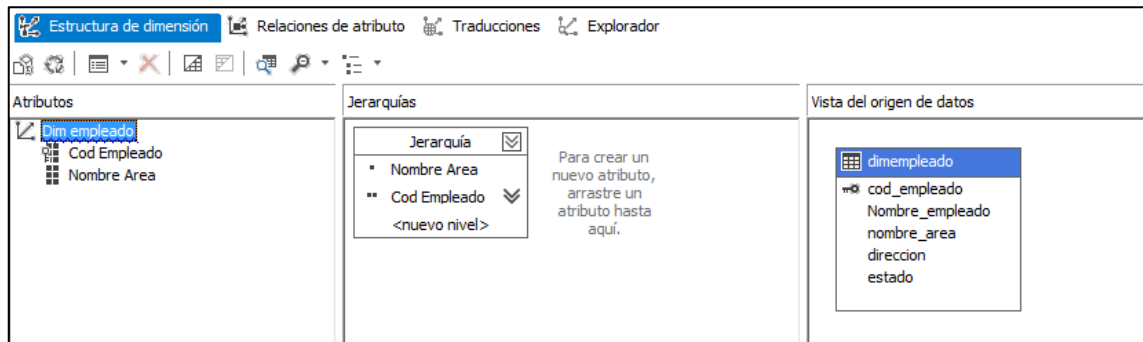 Estructura de dimensión Relaciones de atributo Traducciones Explorador
Atributos
Dim empleado
Cod Empleado
Nombre Area
Jerarquías
Jerarquía
Nombre Area
Cod Empleado
<nuevo nivel>
Para crear un
nuevo atributo,
arrastre un
atributo hasta
aquí.
Vista del origen de datos
dimempleado
cod_empleado
Nombre_empleado
nombre_area
direccion
estado